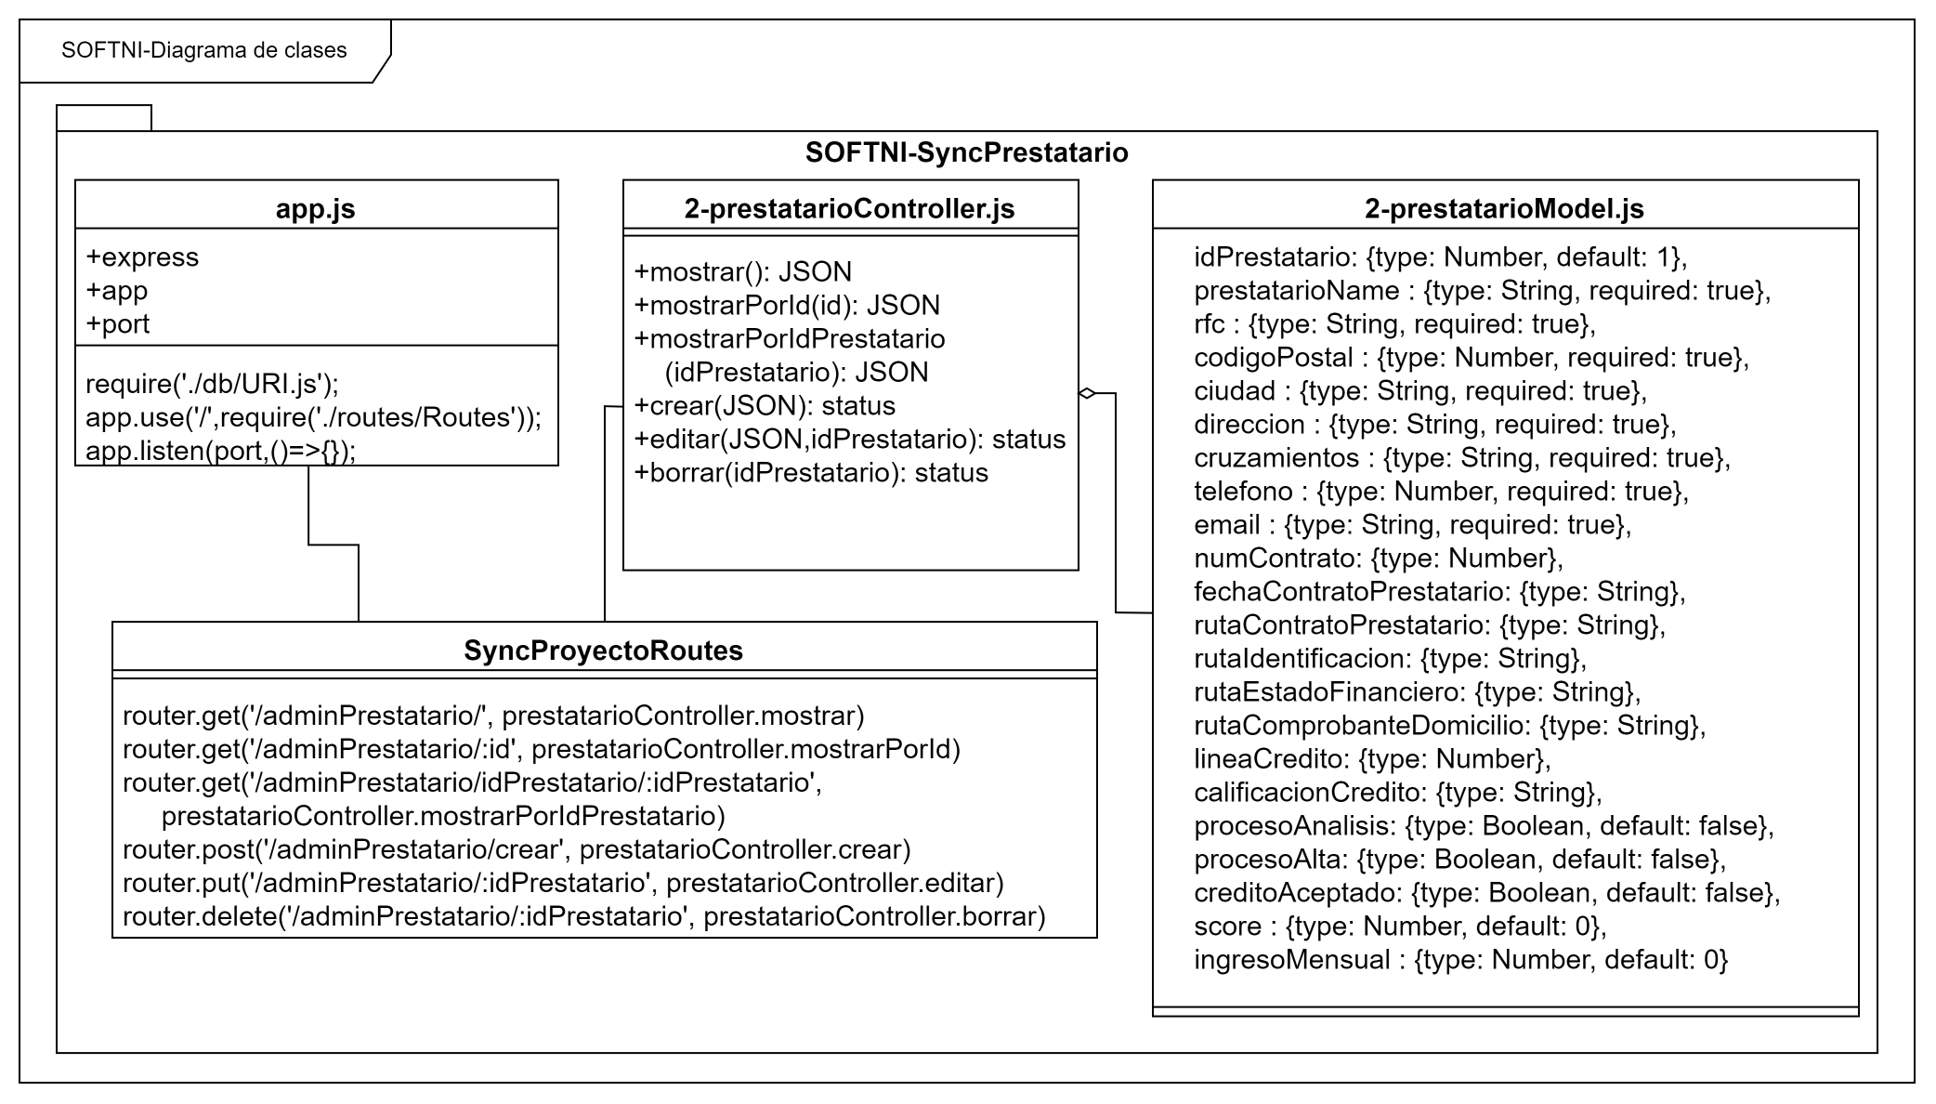 SOFTNI-Diagrama de clases
SOFTNI-SyncPrestatario
app.js
+express
+app
+port
require('./db/URI.js');
app.use('/',require('./routes/Routes'));
app.listen(port,()=>{});
2-prestatarioController.js
+mostrar(): JSON
+mostrarPorId(id): JSON
+mostrarPorIdPrestatario
(idPrestatario): JSON
+crear(JSON): status
+editar(JSON,idPrestatario): status
+borrar(idPrestatario): status
2-prestatarioModel.js
idPrestatario: {type: Number, default: 1},
prestatarioName : {type: String, required: true},
rfc : {type: String, required: true},
codigoPostal : {type: Number, required: true},
ciudad : {type: String, required: true},
direccion : {type: String, required: true},
cruzamientos : {type: String, required: true},
telefono : {type: Number, required: true},
email : {type: String, required: true},
numContrato: {type: Number},
fechaContratoPrestatario: {type: String},
rutaContratoPrestatario: {type: String},
rutaIdentificacion: {type: String},
rutaEstadoFinanciero: {type: String},
rutaComprobanteDomicilio: {type: String},
lineaCredito: {type: Number},
calificacionCredito: {type: String},
procesoAnalisis: {type: Boolean, default: false},
procesoAlta: {type: Boolean, default: false},
creditoAceptado: {type: Boolean, default: false},
score : {type: Number, default: 0},
ingresoMensual : {type: Number, default: 0}
SyncProyectoRoutes
router.get('/adminPrestatario/', prestatarioController.mostrar)
router.get('/adminPrestatario/:id', prestatarioController.mostrarPorId)
router.get('/adminPrestatario/idPrestatario/:idPrestatario',
prestatarioController.mostrarPorIdPrestatario)
router.post('/adminPrestatario/crear', prestatarioController.crear)
router.put('/adminPrestatario/:idPrestatario', prestatarioController.editar)
router.delete('/adminPrestatario/:idPrestatario', prestatarioController.borrar)